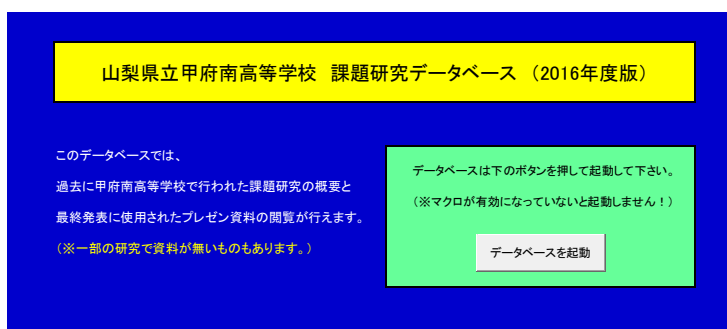 山梨県立甲府南高等学校 課題研究データベース （2016年度版）
このデータベースでは、
過去に甲府南高等学校で行われた課題研究の概要と
最終発表に使用されたプレゼン資料の閲覧が行えます。
（※一部の研究で資料が無いものもあります。）
データベースは下のボタンを押して起動して下さい。
（※マクロが有効になっていないと起動しません！）
データベースを起動